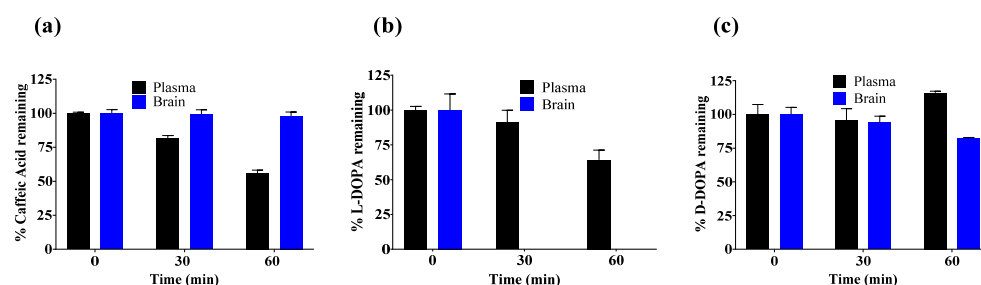 (a)
% Caffeic Acid remaining
125
100
75
50
25
0
Plasma
Brain
0 30 60
Time (min)
(b)
% L-DOPA remaining
125
100
75
50
25
0
Plasma
Brain
0 30 60
Time (min)
(c)
% D-DOPA remaining
125
100
75
50
25
0
Plasma
Brain
0 30 60
Time (min)